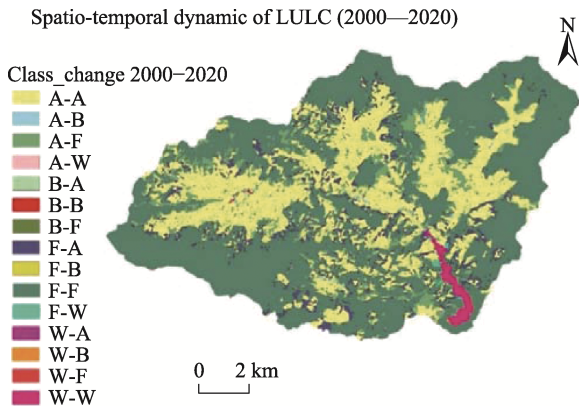 Spatio-temporal dynamic of LULC (2000—2020)
N
Class_change 2000−2020
A-A
A-B
A-F
A-W
B-A
B-B
B-F
F-A
F-B
F-F
F-W
W-A
W-B
W-F
W-W
0 2 km